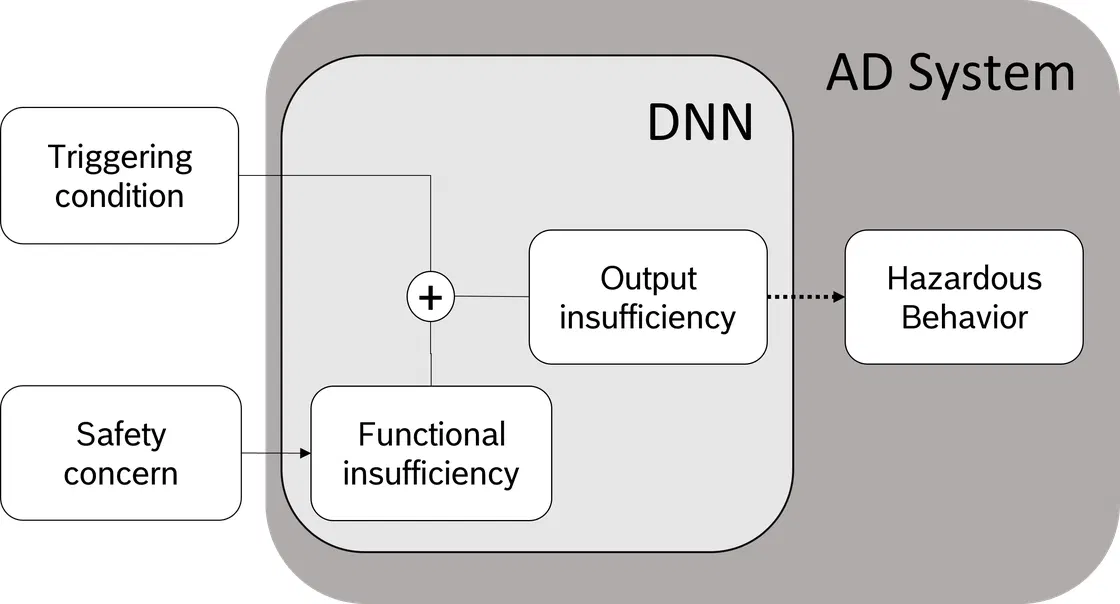 AD System
DNN
Triggering
condition
+
Output
insufficiency
Hazardous
Behavior
Safety
concern
Functional
insufficiency